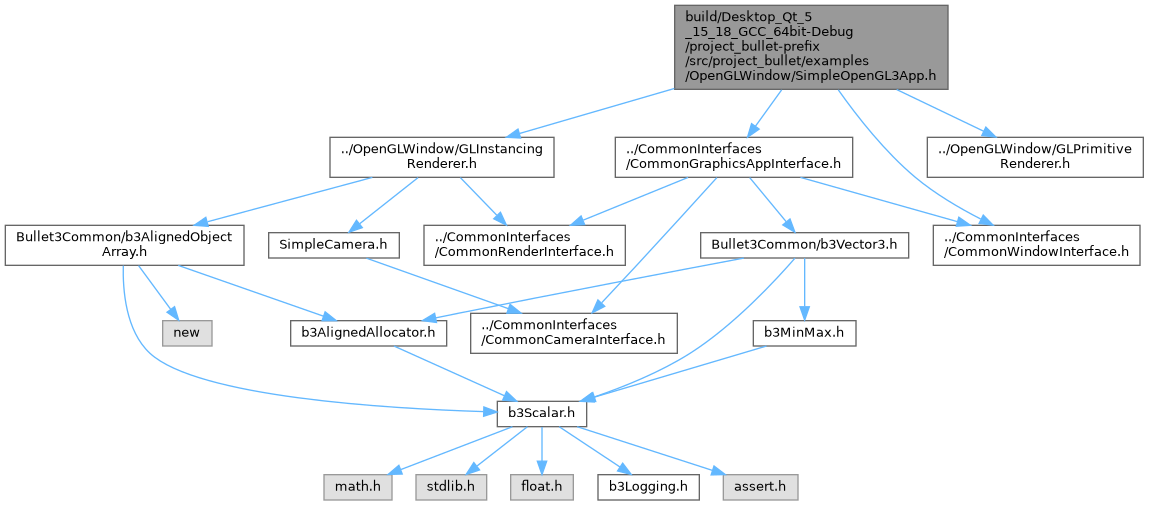 build/Desktop_Qt_5
_15_18_GCC_64bit-Debug
/project_bullet-prefix
/src/project_bullet/examples
/OpenGLWindow/SimpleOpenGL3App.h
../OpenGLWindow/GLInstancing
Renderer.h
../CommonInterfaces
/CommonGraphicsAppInterface.h
../OpenGLWindow/GLPrimitive
Renderer.h
Bullet3Common/b3AlignedObject
Array.h
SimpleCamera.h
../CommonInterfaces
/CommonRenderInterface.h
Bullet3Common/b3Vector3.h
../CommonInterfaces
/CommonWindowInterface.h
new
b3AlignedAllocator.h
../CommonInterfaces
/CommonCameraInterface.h
b3MinMax.h
b3Scalar.h
math.h
stdlib.h
float.h
b3Logging.h
assert.h